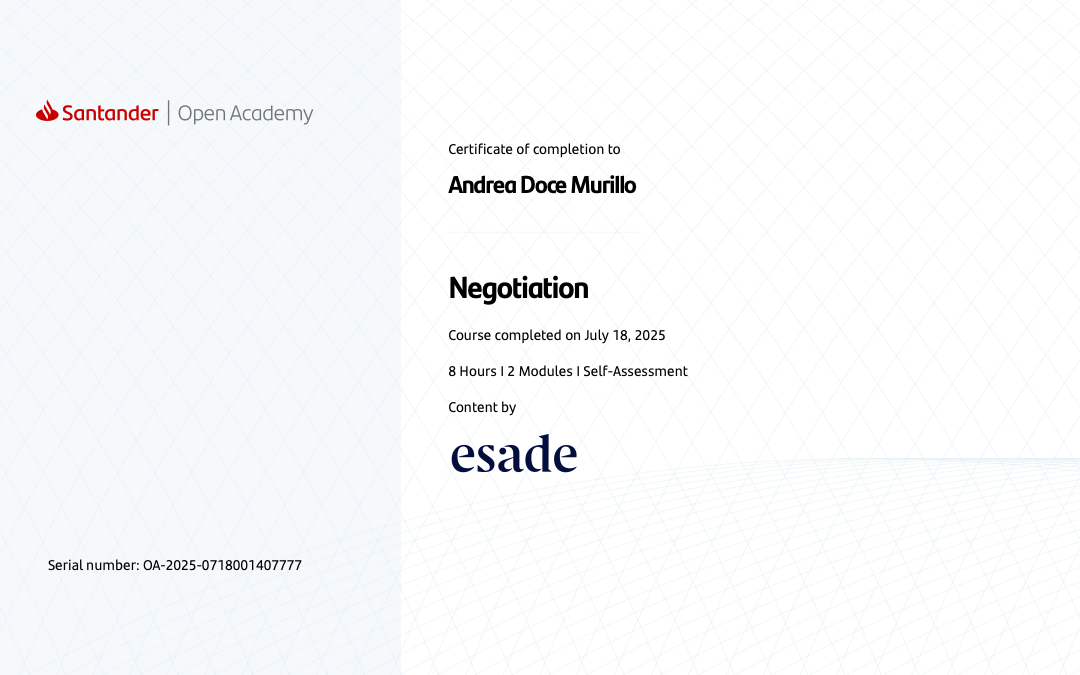 Santander | Open Academy
Certificate of completion to
Andrea Doce Murillo
Negotiation
Course completed on July 18, 2025
8 Hours I 2 Modules I Self-Assessment
Content by
esade
Serial number: OA-2025-0718001407777